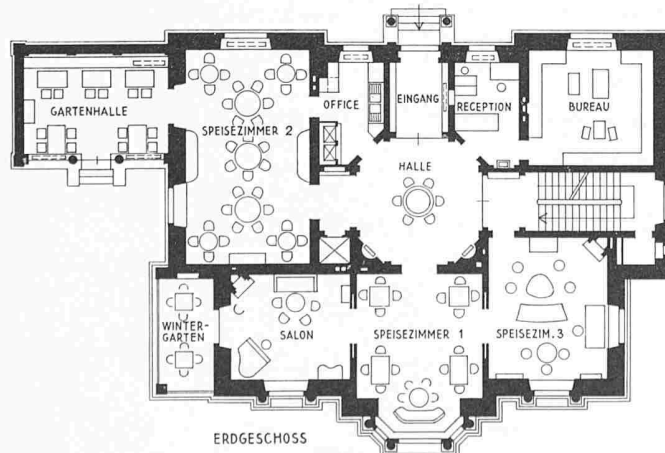 GARTENHALLE
SPEISEZIMMER 2
OFFICE
EINGANG
RECEPTION
BUREAU
HALLE
WINTER-
GARTEN
SALON
SPEISEZIMMER 1
SPEISEZIM. 3
ERDGESCHOSS